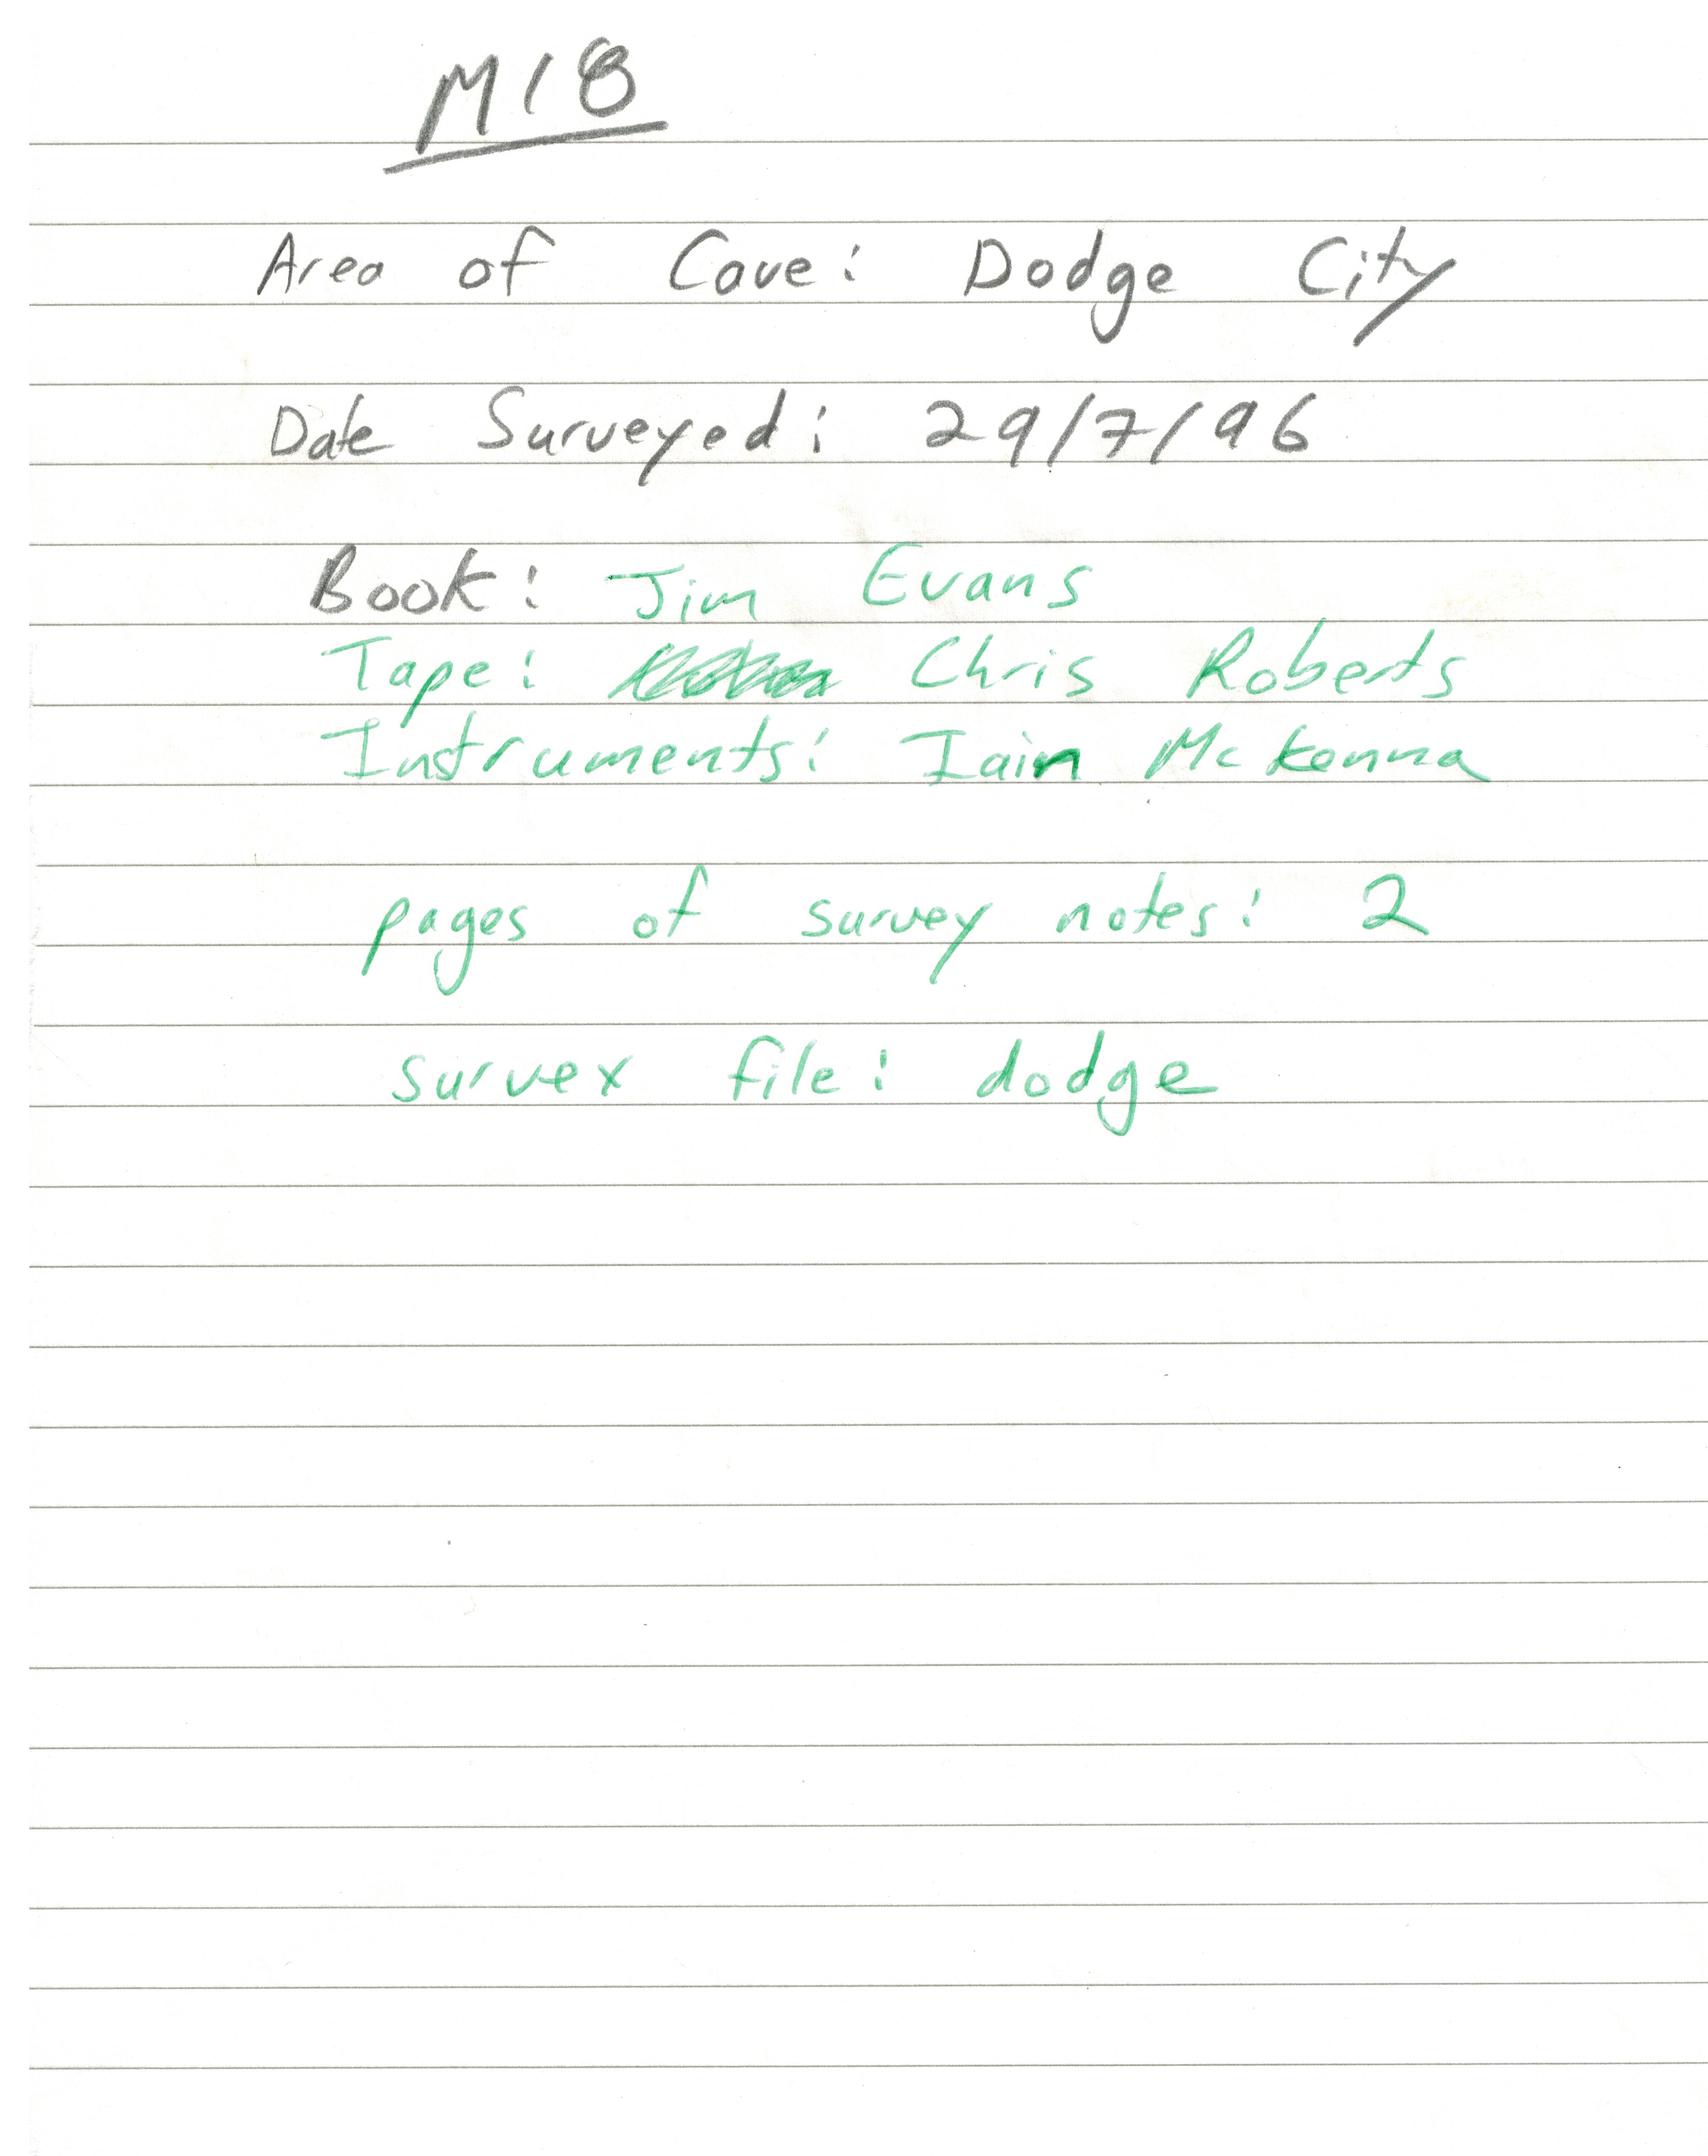 M18
Area of Cave: Dodge City
Date Surveyed: 29/7/96
Book: Jim Evans
Tape: Chris Roberts
Instruments: Iain McKenna
pages of survey notes: 2
survex file: dodge